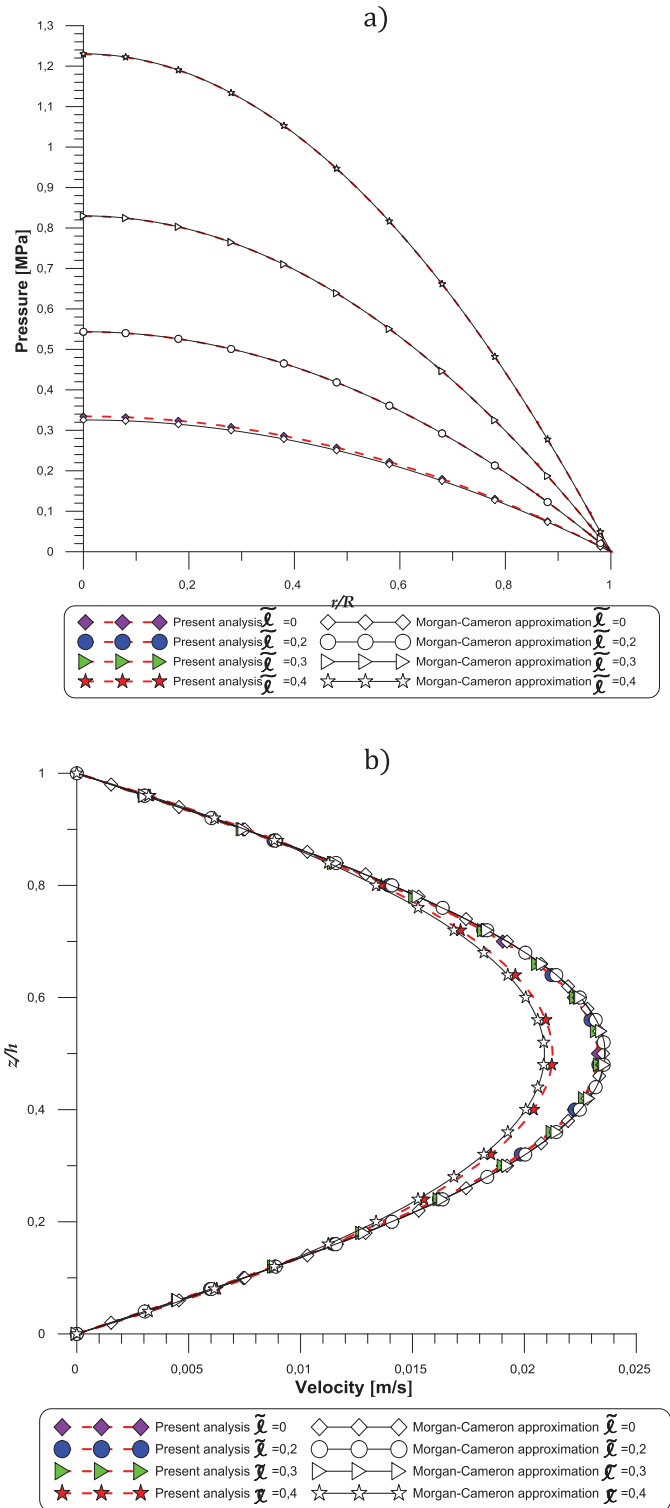 a)
1,3
1,2
1,1
1
0,9
0,8
0,7
0,6
0,5
0,4
0,3
0,2
0,1
0
Pressure [MPa]
0 0,2 0,4 0,6 0,8 1
r/R
Present analysis ℓ̃ =0 Morgan-Cameron approximation ℓ̃ =0
Present analysis ℓ̃ =0,2 Morgan-Cameron approximation ℓ̃ =0,2
Present analysis ℓ̃ =0,3 Morgan-Cameron approximation ℓ̃ =0,3
Present analysis ℓ̃ =0,4 Morgan-Cameron approximation ℓ̃ =0,4
b)
1
0,8
0,6
0,4
0,2
0
z/h
0 0,005 0,01 0,015 0,02 0,025
Velocity [m/s]
Present analysis ℓ̃ =0 Morgan-Cameron approximation ℓ̃ =0
Present analysis ℓ̃ =0,2 Morgan-Cameron approximation ℓ̃ =0,2
Present analysis ℓ̃ =0,3 Morgan-Cameron approximation ℓ̃ =0,3
Present analysis ℓ̃ =0,4 Morgan-Cameron approximation ℓ̃ =0,4